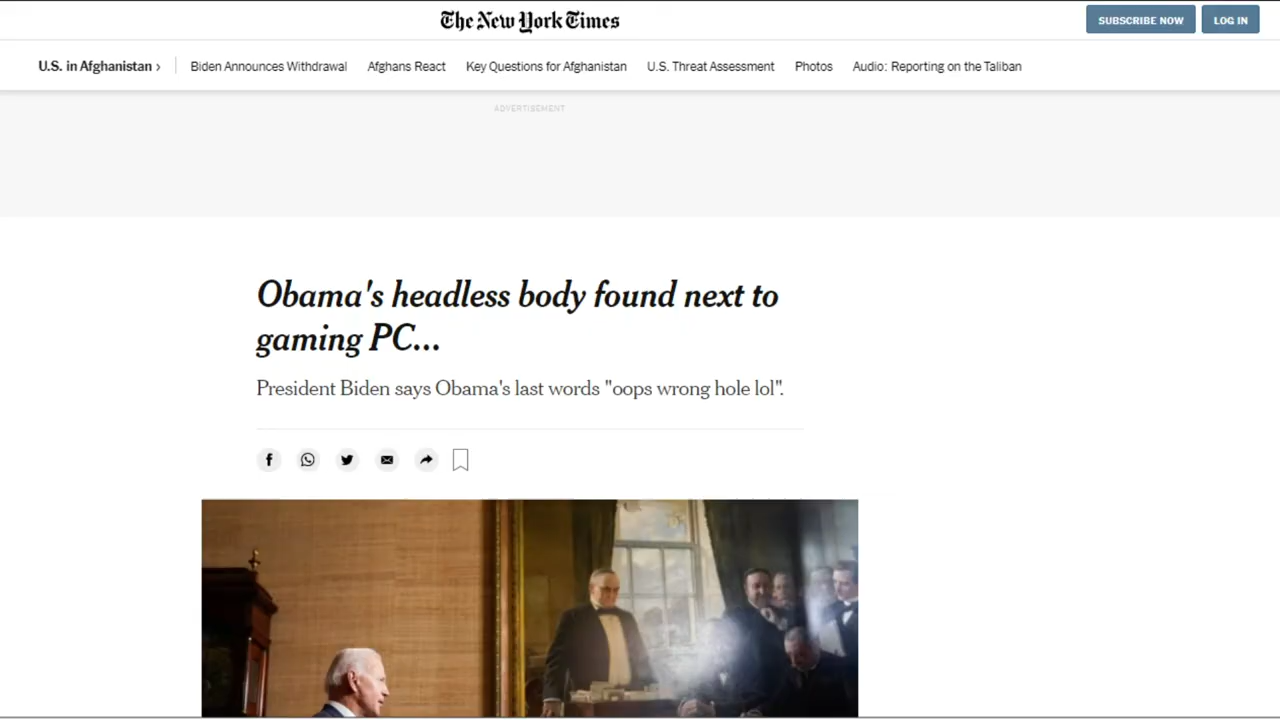 The New York Times
SUBSCRIBE NOW
LOG IN
U.S. in Afghanistan ›
Biden Announces Withdrawal
Afghans React
Key Questions for Afghanistan
U.S. Threat Assessment
Photos
Audio: Reporting on the Taliban
ADVERTISEMENT
Obama's headless body found next to
gaming PC...
President Biden says Obama's last words "oops wrong hole lol".